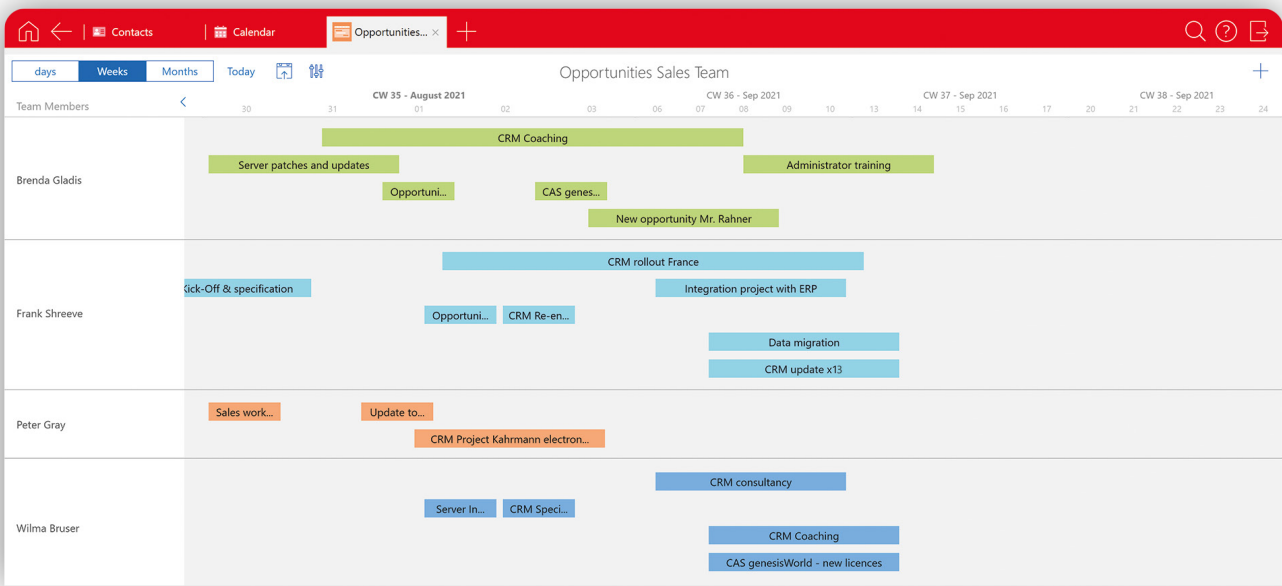 Contacts
Calendar
Opportunities...
days Weeks Months Today
Opportunities Sales Team
Team Members
CW 35 - August 2021 CW 36 - Sep 2021 CW 37 - Sep 2021 CW 38 - Sep 2021
30 31 01 02 03 06 07 08 09 10 13 14 15 16 17 20 21 22 23 24
Brenda Gladis
CRM Coaching
Server patches and updates Administrator training
Opportuni... CAS genes...
New opportunity Mr. Rahner
Frank Shreeve
CRM rollout France
Kick-Off & specification Integration project with ERP
Opportuni... CRM Re-en...
Data migration
CRM update x13
Peter Gray
Sales work... Update to...
CRM Project Kahrmann electron...
Wilma Bruser
CRM consultancy
Server In... CRM Speci...
CRM Coaching
CAS genesisWorld - new licences